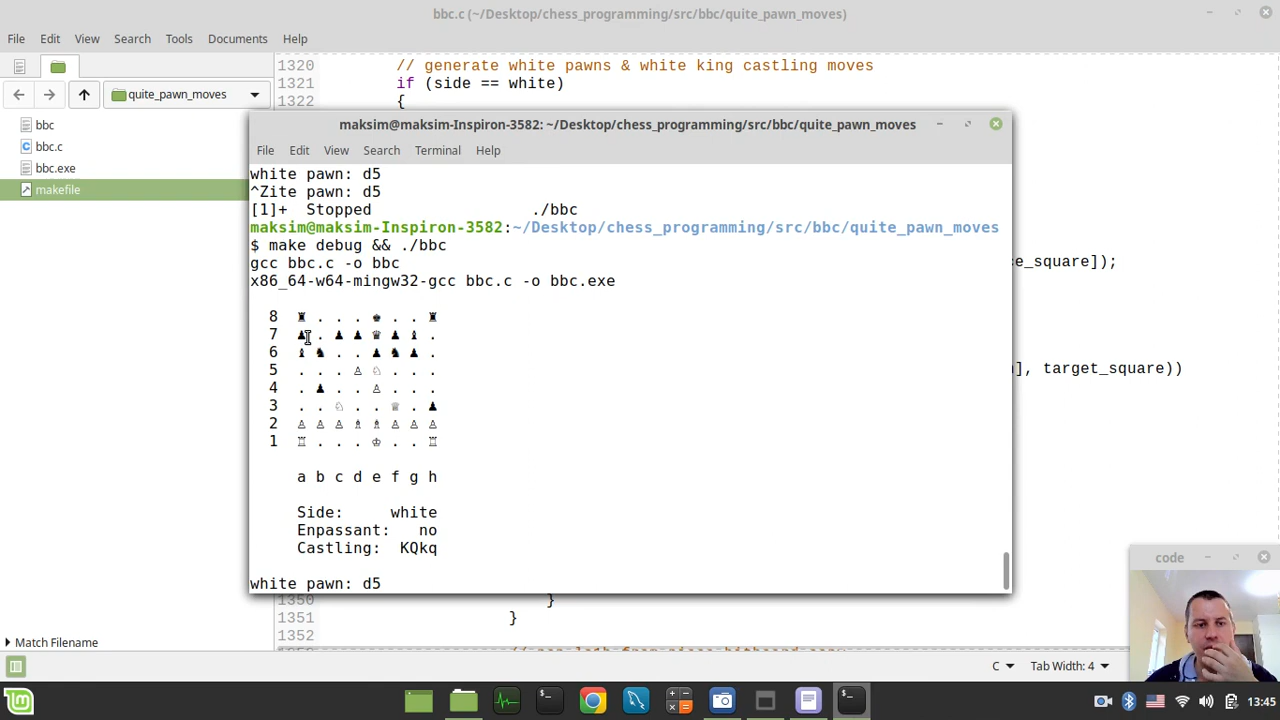 bbc.c (~/Desktop/chess_programming/src/bbc/quite_pawn_moves)
File Edit View Search Tools Documents Help
quite_pawn_moves
bbc
bbc.c
bbc.exe
makefile
Match Filename
1320 // generate white pawns & white king castling moves
1321 if (side == white)
1322 {
maksim@maksim-Inspiron-3582: ~/Desktop/chess_programming/src/bbc/quite_pawn_moves
File Edit View Search Terminal Help
white pawn: d5
^Zite pawn: d5
[1]+ Stopped ./bbc
maksim@maksim-Inspiron-3582:~/Desktop/chess_programming/src/bbc/quite_pawn_moves
$ make debug && ./bbc
gcc bbc.c -o bbc
x86_64-w64-mingw32-gcc bbc.c -o bbc.exe
8 ♜ . . . ♚ . . ♜
7 ♟ . ♟ ♟ ♛ ♟ ♝ .
6 ♝ ♞ . . ♟ ♞ ♟ .
5 . . . ♙ ♘ . . .
4 . ♟ . . ♙ . . .
3 . . ♘ . . ♕ . ♟
2 ♙ ♙ ♙ ♗ ♗ ♙ ♙ ♙
1 ♖ . . . ♔ . . ♖
a b c d e f g h
Side: white
Enpassant: no
Castling: KQkq
white pawn: d5
ce_square]);
], target_square))
1350 }
1351 }
1352
code
C Tab Width: 4
13:45